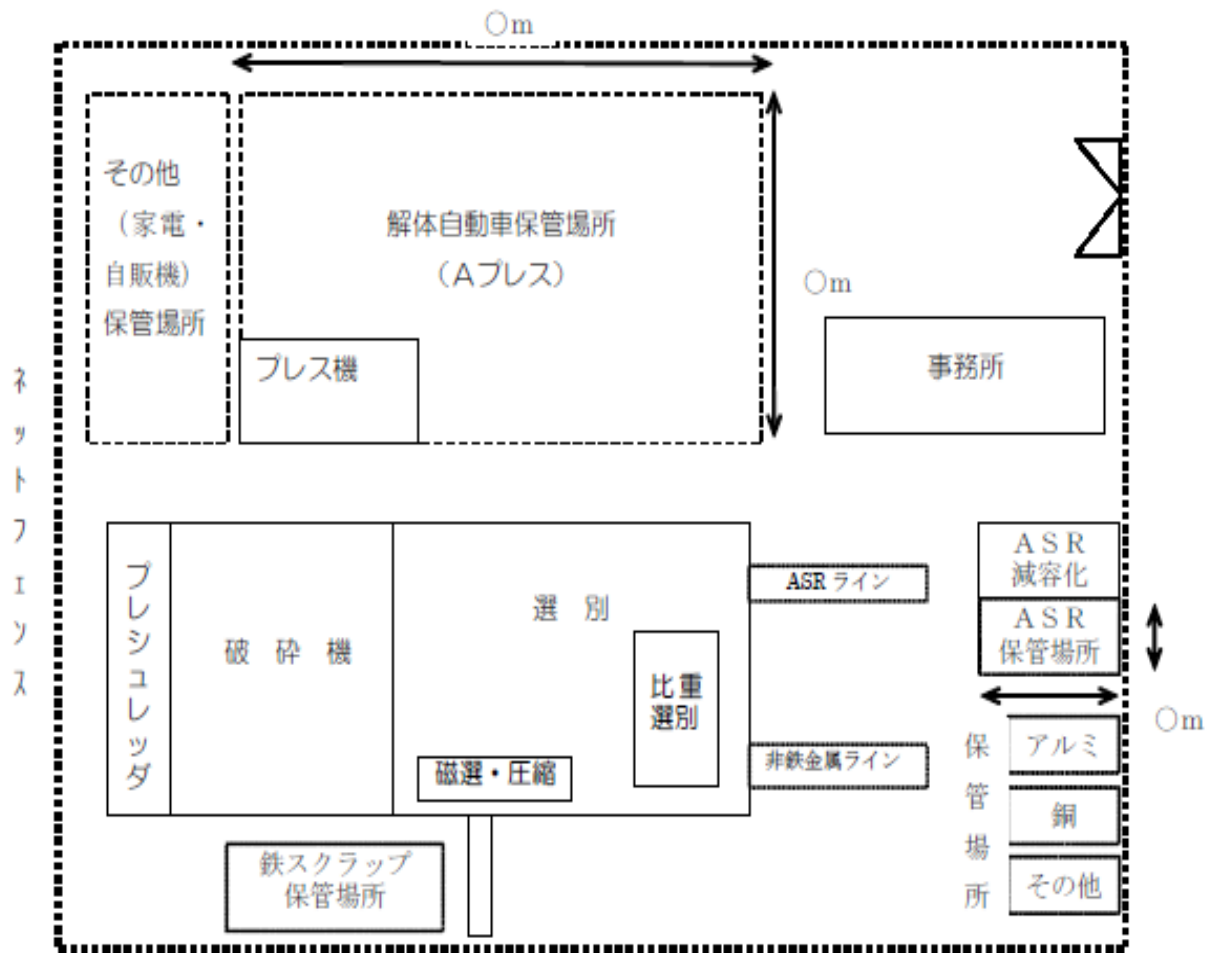 〇m
その他
（家電・
自販機）
保管場所
解体自動車保管場所
（Aプレス）
〇m
プレス機
事務所
ネットフェンス
プレシュレッダ
破 砕 機
選 別
比重
選別
磁選・圧縮
ASR ライン
非鉄金属ライン
ＡＳＲ
減容化
ＡＳＲ
保管場所
〇m
保管場所
アルミ
銅
その他
鉄スクラップ
保管場所